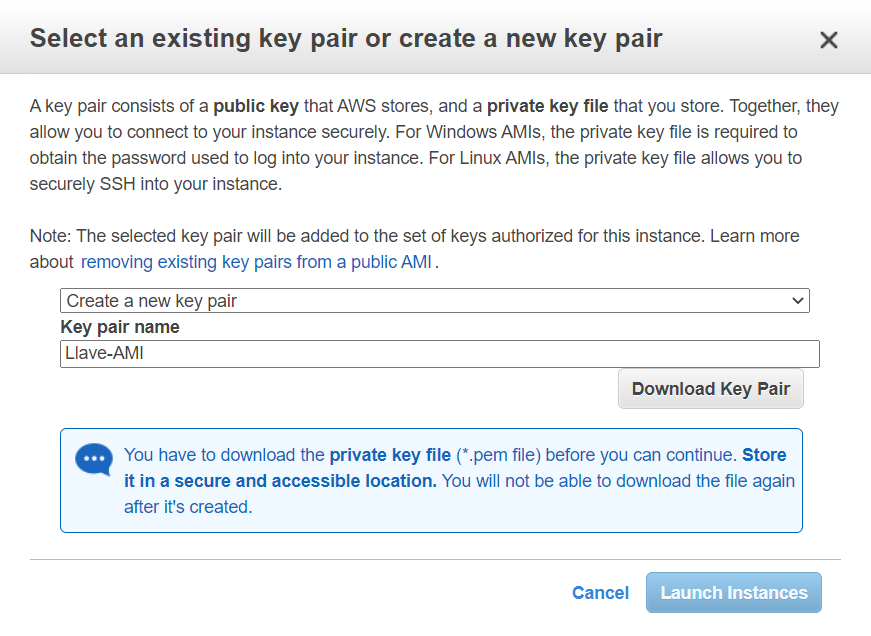 Select an existing key pair or create a new key pair
A key pair consists of a public key that AWS stores, and a private key file that you store. Together, they
allow you to connect to your instance securely. For Windows AMIs, the private key file is required to
obtain the password used to log into your instance. For Linux AMIs, the private key file allows you to
securely SSH into your instance.
Note: The selected key pair will be added to the set of keys authorized for this instance. Learn more
about removing existing key pairs from a public AMI.
Create a new key pair
Key pair name
Llave-AMI
Download Key Pair
You have to download the private key file (*.pem file) before you can continue. Store
it in a secure and accessible location. You will not be able to download the file again
after it's created.
Cancel
Launch Instances